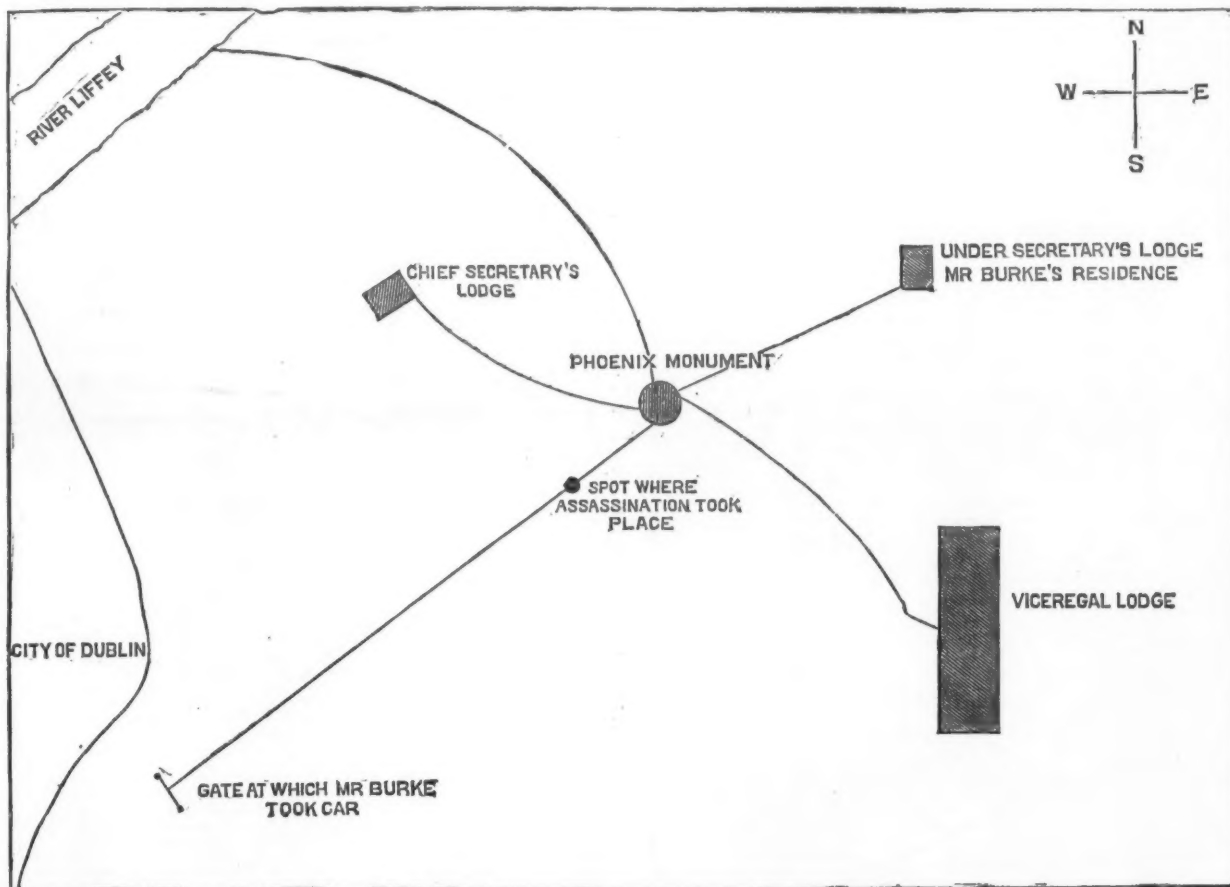 N
W E
S
RIVER LIFFEY
UNDER SECRETARY'S LODGE
MR BURKE'S RESIDENCE
CHIEF SECRETARY'S
LODGE
PHOENIX MONUMENT
SPOT WHERE
ASSASSINATION TOOK
PLACE
VICEREGAL LODGE
CITY OF DUBLIN
GATE AT WHICH MR BURKE
TOOK CAR